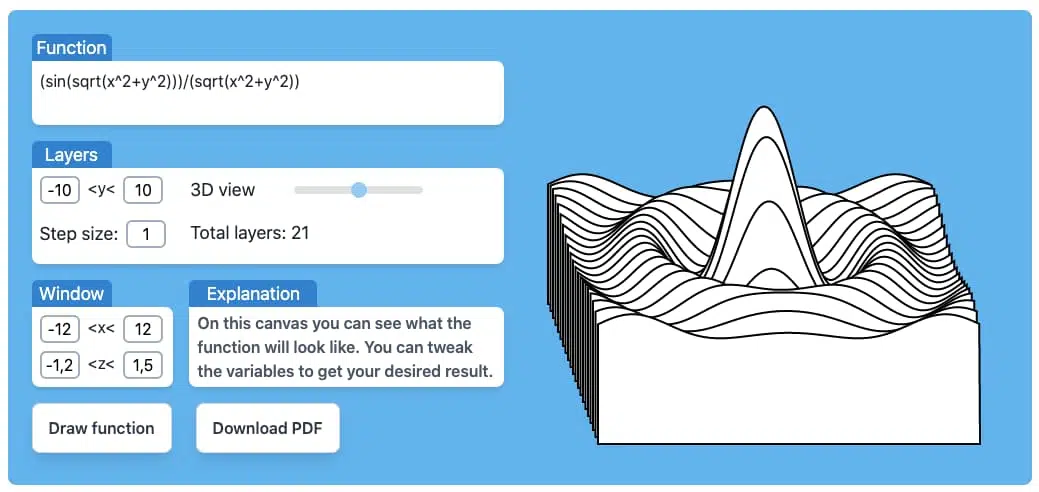 Function
(sin(sqrt(x^2+y^2)))/(sqrt(x^2+y^2))
Layers
-10 <y< 10 3D view
Step size: 1 Total layers: 21
Window
-12 <x< 12
-1,2 <z< 1,5
Explanation
On this canvas you can see what the
function will look like. You can tweak
the variables to get your desired result.
Draw function
Download PDF